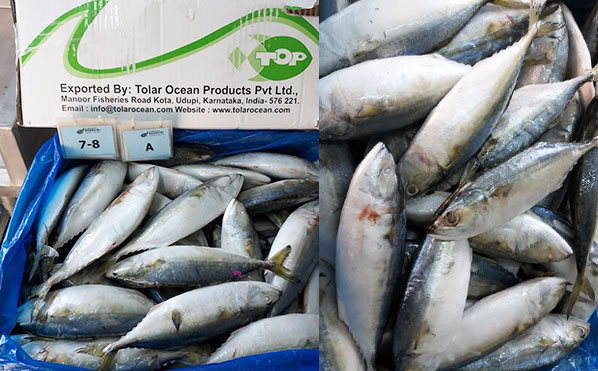 TOP
Exported By: Tolar Ocean Products Pvt Ltd.,
Manoor Fisheries Road Kota, Udupi, Karnataka, India- 576 221.
Email : info@tolarocean.com Website : www.tolarocean.com
7-8
A